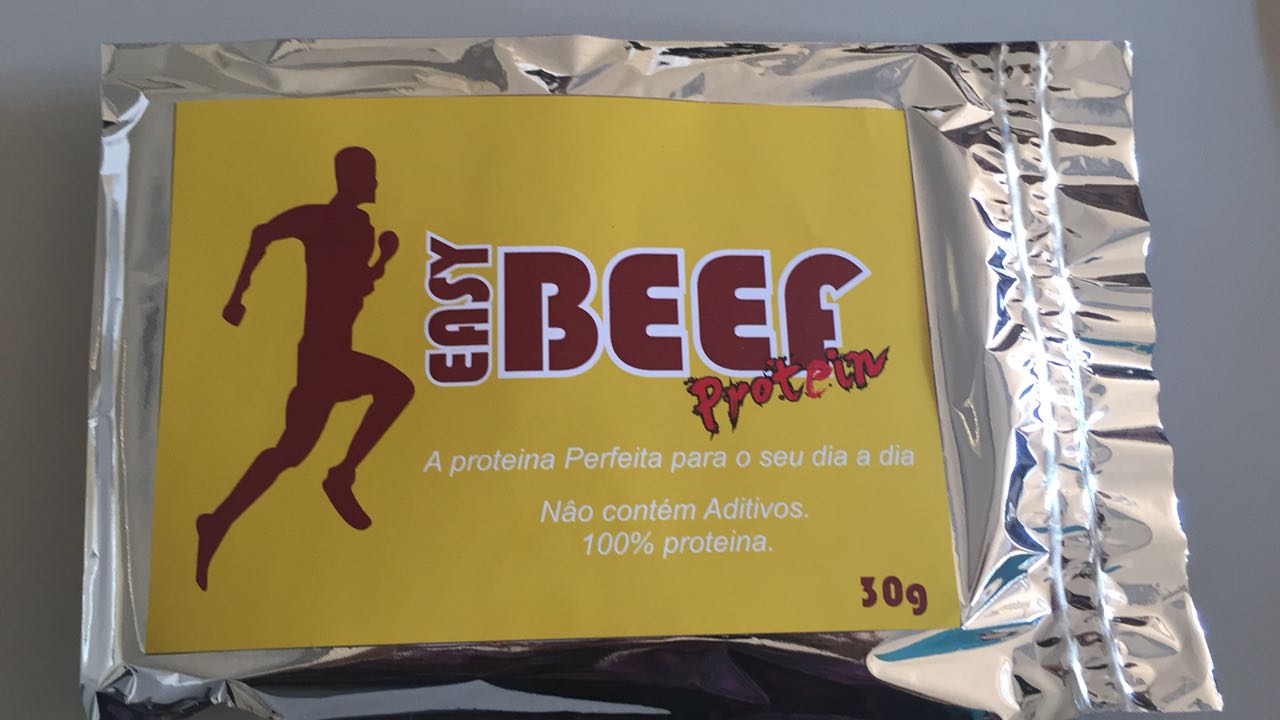 EASY
BEEF
Protein
A proteina Perfeita para o seu dia a dia
Nâo contém Aditivos.
100% proteina.
30g